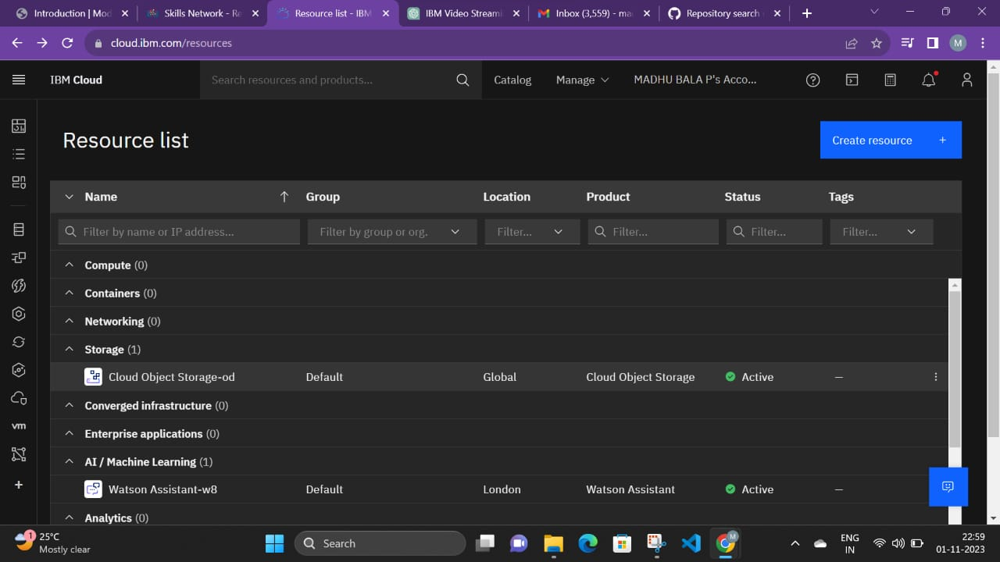 Introduction | Mod
Skills Network - Re
Resource list - IBM
IBM Video Streami
Inbox (3,559) - ma
Repository search
cloud.ibm.com/resources
M
IBM Cloud
Search resources and products...
Catalog
Manage
MADHU BALA P's Acco...
Resource list
Create resource +
Name
Group
Location
Product
Status
Tags
Filter by name or IP address...
Filter by group or org.
Filter...
Filter...
Filter...
Filter...
Compute (0)
Containers (0)
Networking (0)
Storage (1)
Cloud Object Storage-od
Default
Global
Cloud Object Storage
Active
—
Converged infrastructure (0)
Enterprise applications (0)
AI / Machine Learning (1)
Watson Assistant-w8
Default
London
Watson Assistant
Active
—
Analytics (0)
vm
1
25°C
Mostly clear
Search
M
ENG
IN
22:59
01-11-2023